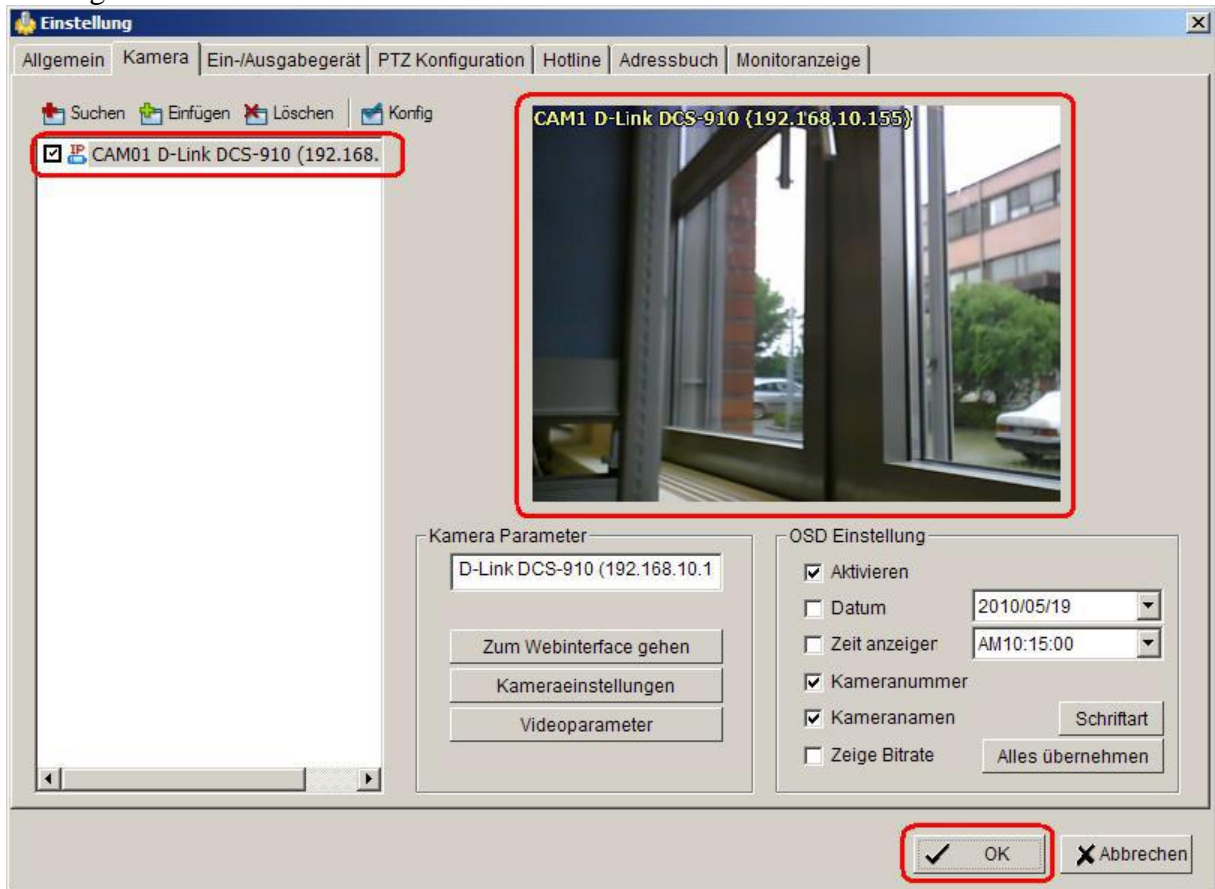 Einstellung
Allgemein Kamera Ein-/Ausgabegerät PTZ Konfiguration Hotline Adressbuch Monitoranzeige
Suchen Einfügen Löschen Konfig
CAM1 D-Link DCS-910 (192.168.10.155)
IP CAM01 D-Link DCS-910 (192.168.
Kamera Parameter
D-Link DCS-910 (192.168.10.1
Zum Webinterface gehen
Kameraeinstellungen
Videoparameter
OSD Einstellung
Aktivieren
Datum 2010/05/19
Zeit anzeiger AM10:15:00
Kameranummer
Kameranamen Schriftart
Zeige Bitrate Alles übernehmen
OK Abbrechen